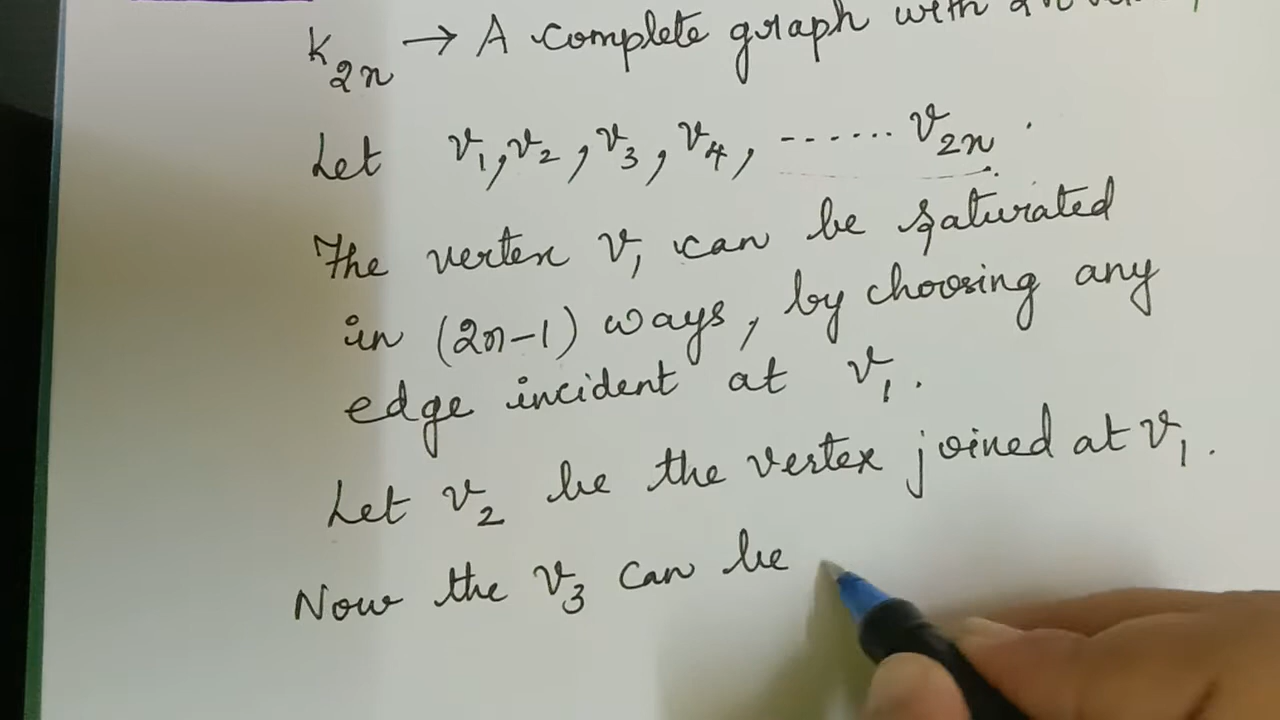 K2n → A complete graph with 2n
Let v1, v2, v3, v4, ------- v2n.
The vertex v1 can be saturated
in (2n-1) ways, by choosing any
edge incident at v1.
Let v2 be the vertex joined at v1.
Now the v3 can be